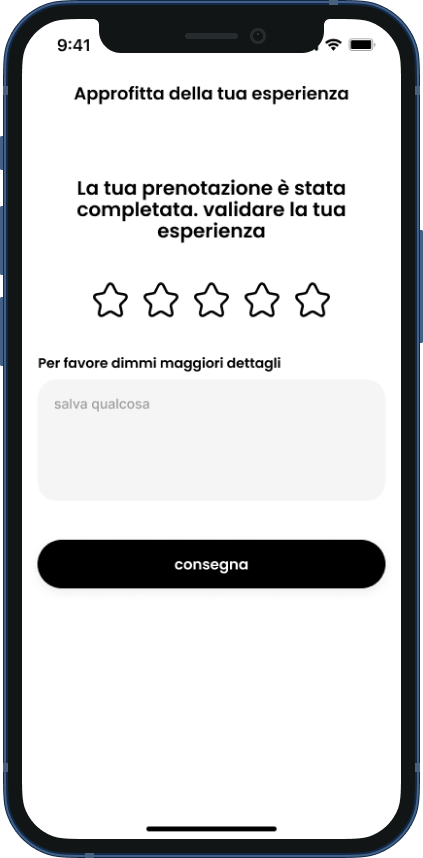 9:41
Approfitta della tua esperienza
La tua prenotazione è stata
completata. validare la tua
esperienza
Per favore dimmi maggiori dettagli
salva qualcosa
consegna